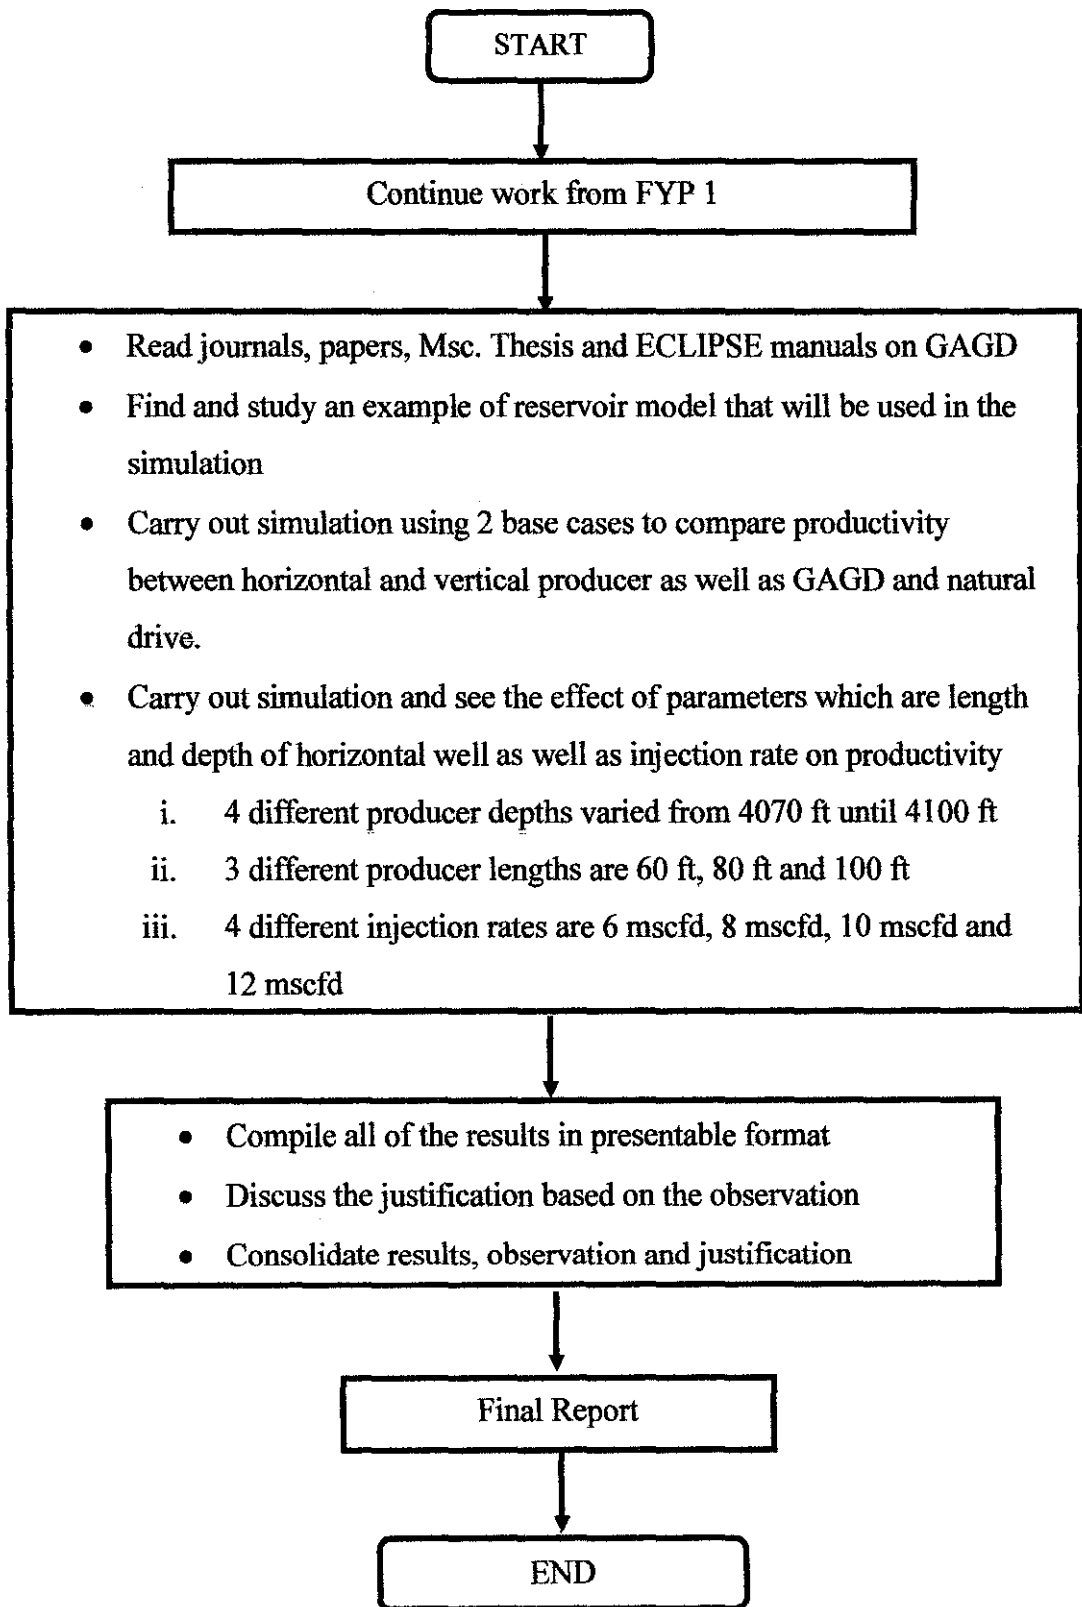 START
Continue work from FYP 1
• Read journals, papers, Msc. Thesis and ECLIPSE manuals on GAGD
• Find and study an example of reservoir model that will be used in the
simulation
• Carry out simulation using 2 base cases to compare productivity
between horizontal and vertical producer as well as GAGD and natural
drive.
• Carry out simulation and see the effect of parameters which are length
and depth of horizontal well as well as injection rate on productivity
i. 4 different producer depths varied from 4070 ft until 4100 ft
ii. 3 different producer lengths are 60 ft, 80 ft and 100 ft
iii. 4 different injection rates are 6 mscfd, 8 mscfd, 10 mscfd and
12 mscfd
• Compile all of the results in presentable format
• Discuss the justification based on the observation
• Consolidate results, observation and justification
Final Report
END